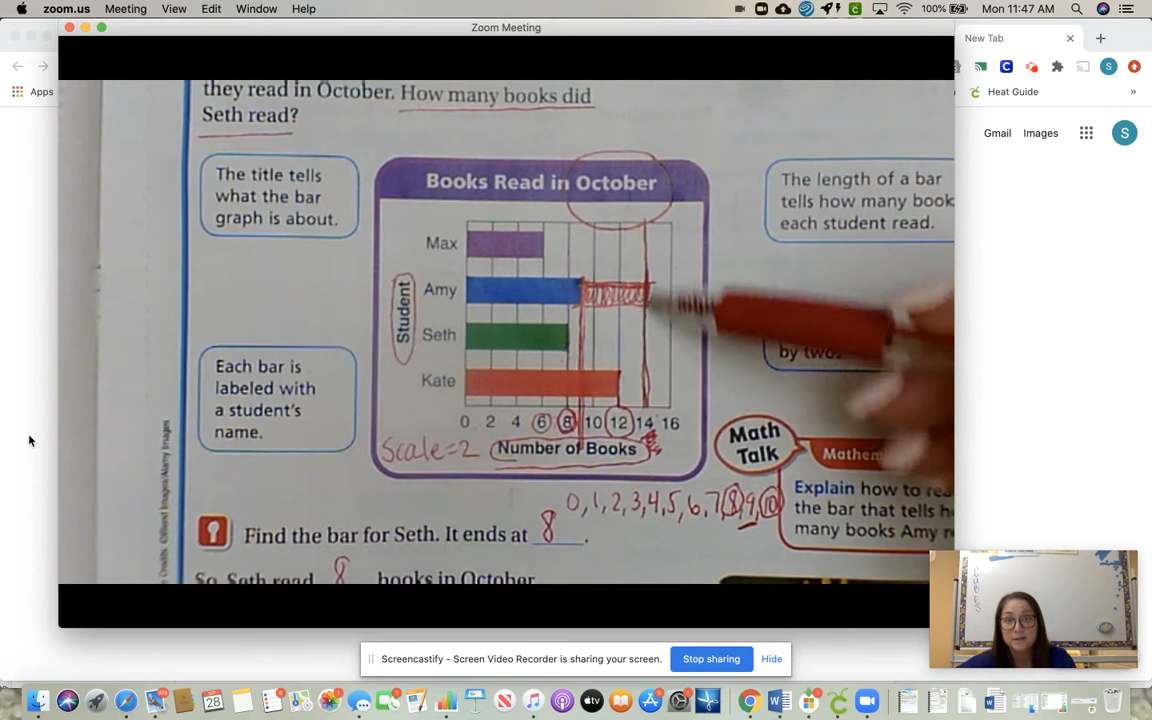 zoom.us Meeting View Edit Window Help
100%
Mon 11:47 AM
Zoom Meeting
New Tab
Apps
Heat Guide
Gmail Images
S
S
they read in October. How many books did
Seth read?
The title tells
what the bar
graph is about.
Books Read in October
The length of a bar
tells how many book
each student read.
Student
Max
Amy
Seth
Kate
by twos.
Each bar is
labeled with
a student's
name.
0 2 4 6 8 10 12 14 16
Scale=2
Number of Books
Math
Talk
Mathem
0, 1, 2, 3, 4, 5, 6, 7, 8, 9, 10
Explain how to rea
the bar that tells h
many books Amy r
Find the bar for Seth. It ends at 8.
So, Seth read 8 books in October.
Credits: ©Blend Images/Alamy Images
Screencastify - Screen Video Recorder is sharing your screen.
Stop sharing
Hide